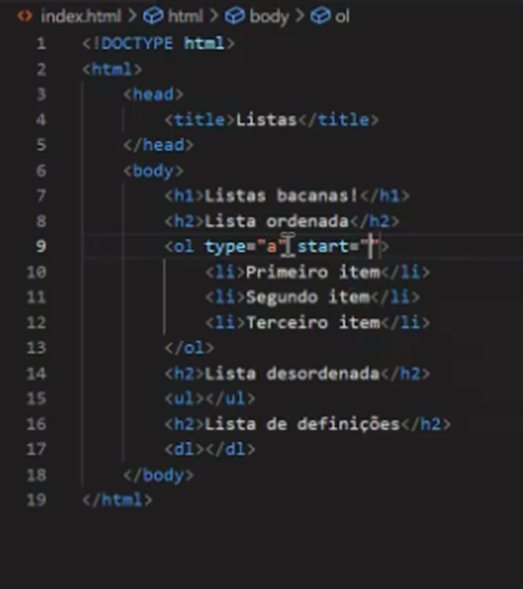 index.html > html > body > ol
1 <!DOCTYPE html>
2 <html>
3 <head>
4 <title>Listas</title>
5 </head>
6 <body>
7 <h1>Listas bacanas!</h1>
8 <h2>Lista ordenada</h2>
9 <ol type="a" start="">
10 <li>Primeiro item</li>
11 <li>Segundo item</li>
12 <li>Terceiro item</li>
13 </ol>
14 <h2>Lista desordenada</h2>
15 <ul></ul>
16 <h2>Lista de definições</h2>
17 <dl></dl>
18 </body>
19 </html>